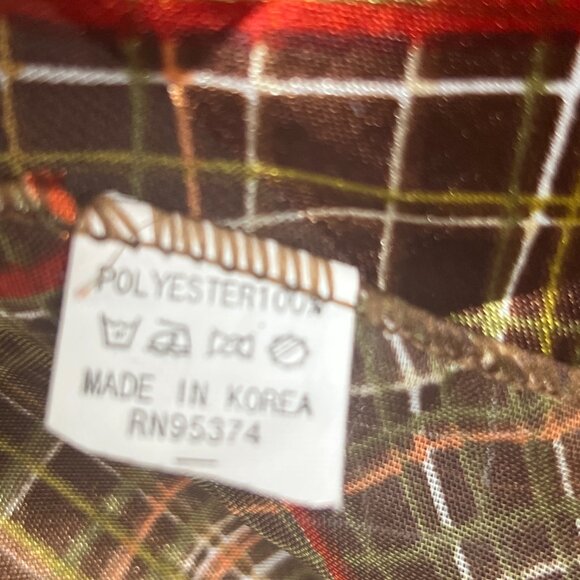 POLYESTER100%
MADE IN KOREA
RN95374